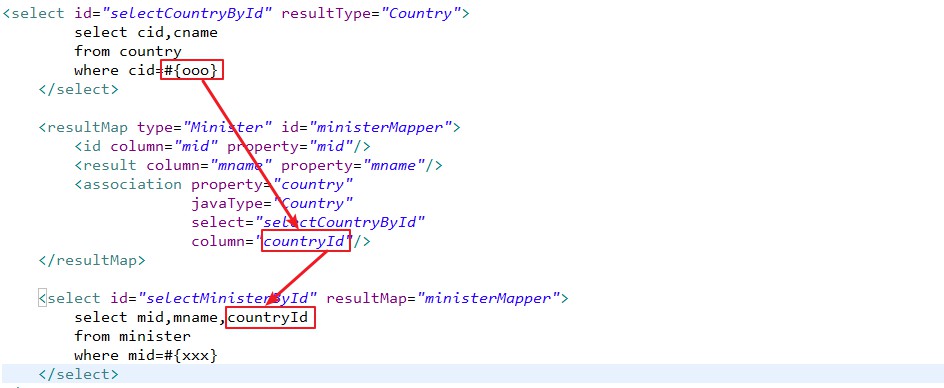 <select id="selectCountryById" resultType="Country">
select cid,cname
from country
where cid=#{ooo}
</select>
<resultMap type="Minister" id="ministerMapper">
<id column="mid" property="mid"/>
<result column="mname" property="mname"/>
<association property="country"
javaType="Country"
select="selectCountryById"
column="countryId"/>
</resultMap>
<select id="selectMinisterById" resultMap="ministerMapper">
select mid,mname,countryId
from minister
where mid=#{xxx}
</select>